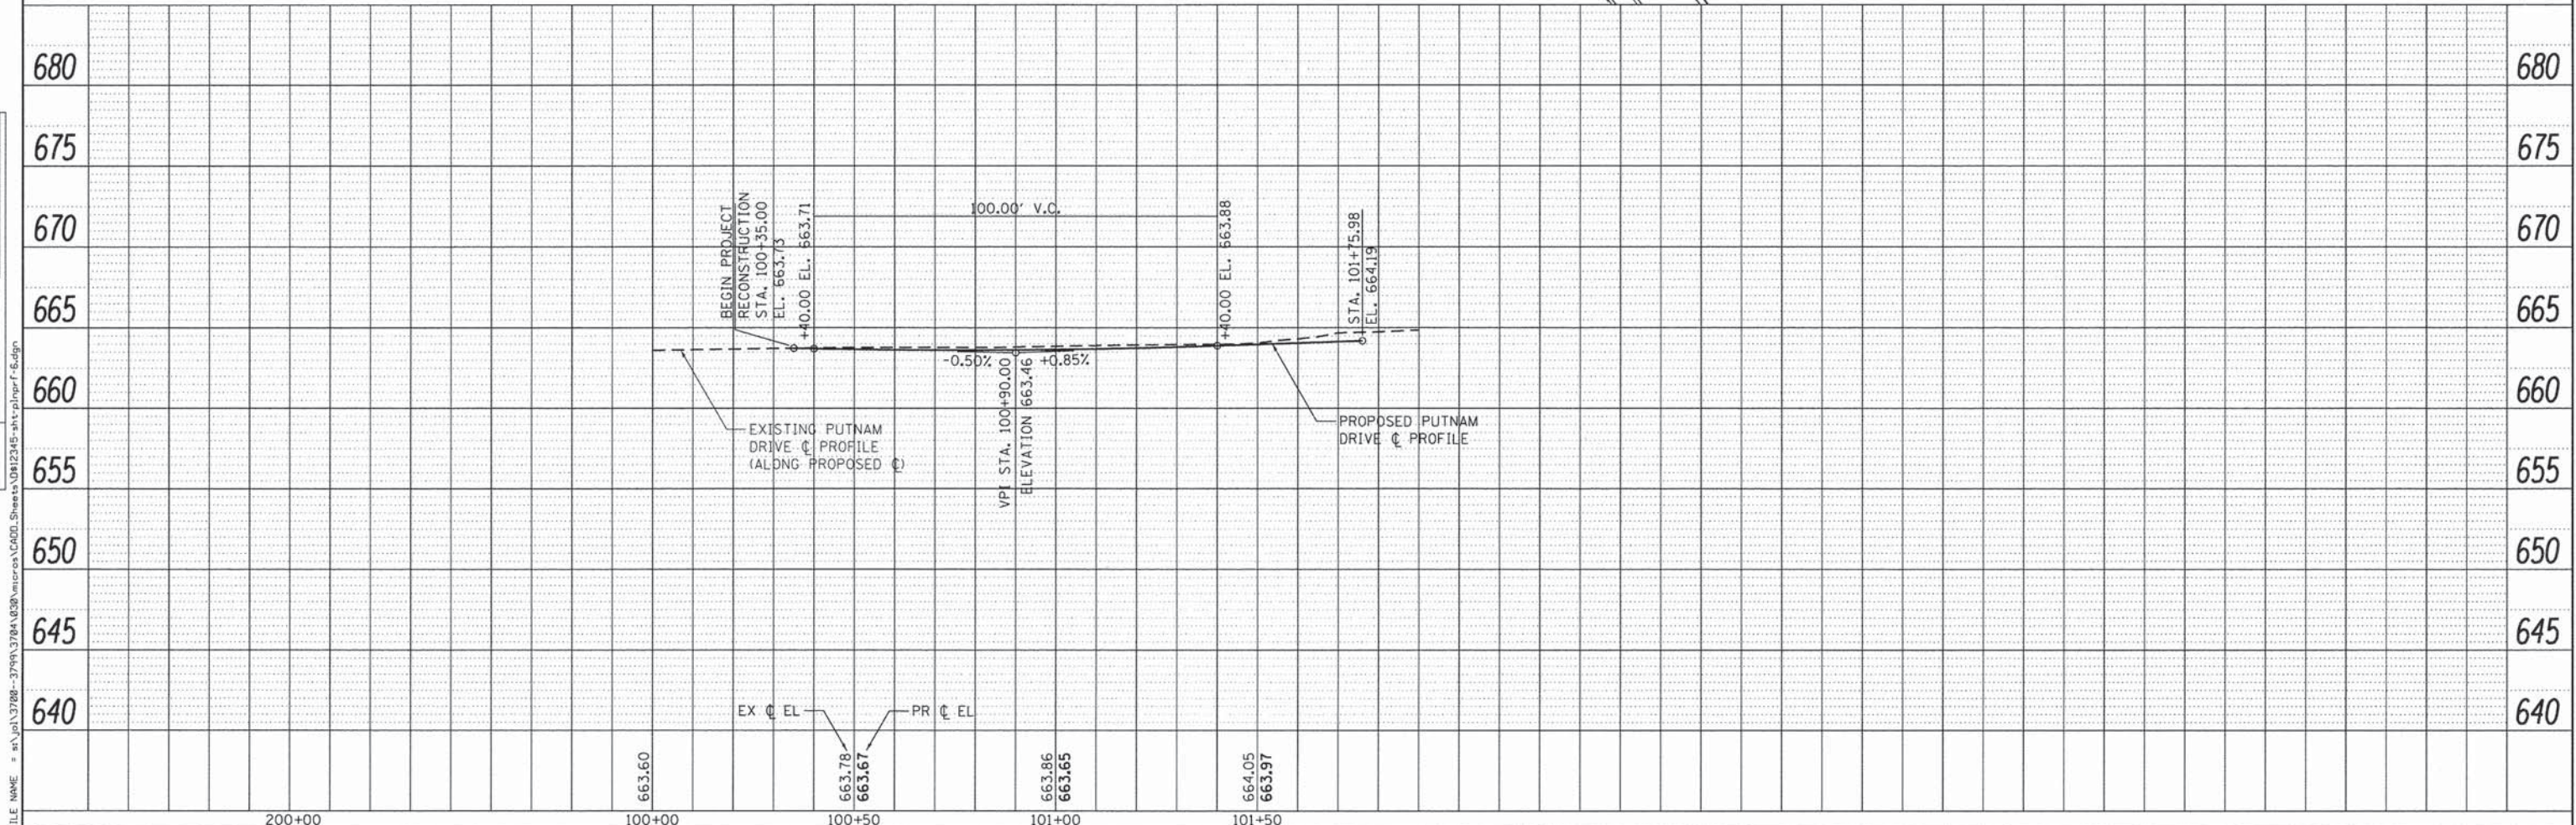 680
680
675
675
670
670
665
665
660
660
655
655
650
650
645
645
640
640
BEGIN PROJECT
RECONSTRUCTION
STA. 100+35.00
EL. 663.73
+40.00 EL. 663.71
100.00' V.C.
+40.00 EL. 663.88
STA. 101+75.98
EL. 664.19
-0.50%
+0.85%
VPI STA. 100+90.00
ELEVATION 663.46
EXISTING PUTNAM
DRIVE ℄ PROFILE
(ALONG PROPOSED ℄)
PROPOSED PUTNAM
DRIVE ℄ PROFILE
EX ℄ EL
PR ℄ EL
663.60
663.78
663.67
663.86
663.65
664.05
663.97
200+00
100+00
100+50
101+00
101+50